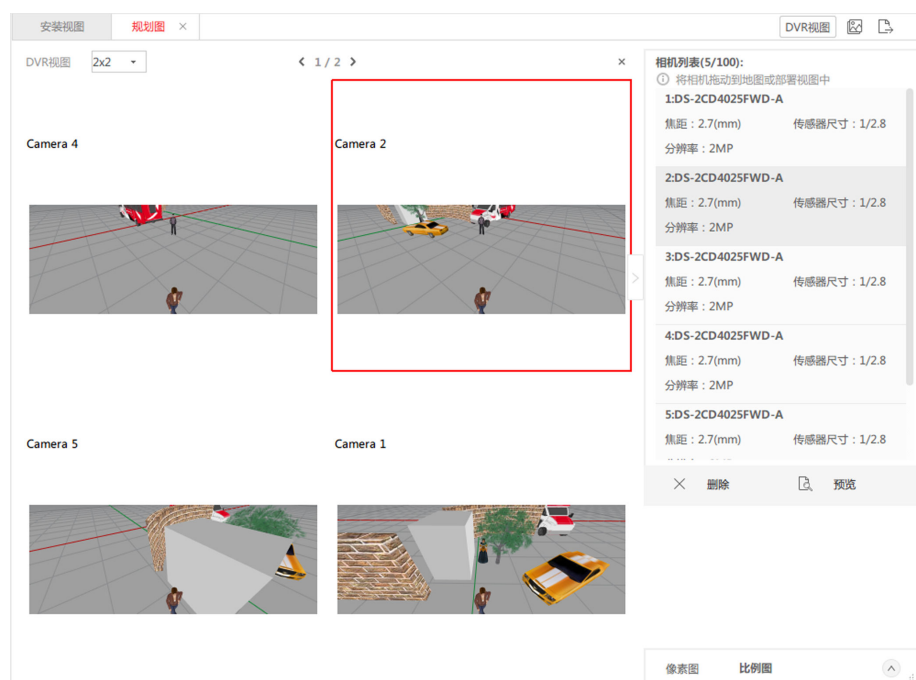 安装视图
规划图 ×
DVR视图
DVR视图 2x2
1 / 2
×
Camera 4
Camera 2
Camera 5
Camera 1
相机列表(5/100):
将相机拖动到地图或部署视图中
1:DS-2CD4025FWD-A
焦距：2.7(mm) 传感器尺寸：1/2.8
分辨率：2MP
2:DS-2CD4025FWD-A
焦距：2.7(mm) 传感器尺寸：1/2.8
分辨率：2MP
3:DS-2CD4025FWD-A
焦距：2.7(mm) 传感器尺寸：1/2.8
分辨率：2MP
4:DS-2CD4025FWD-A
焦距：2.7(mm) 传感器尺寸：1/2.8
分辨率：2MP
5:DS-2CD4025FWD-A
焦距：2.7(mm) 传感器尺寸：1/2.8
删除 预览
像素图 比例图